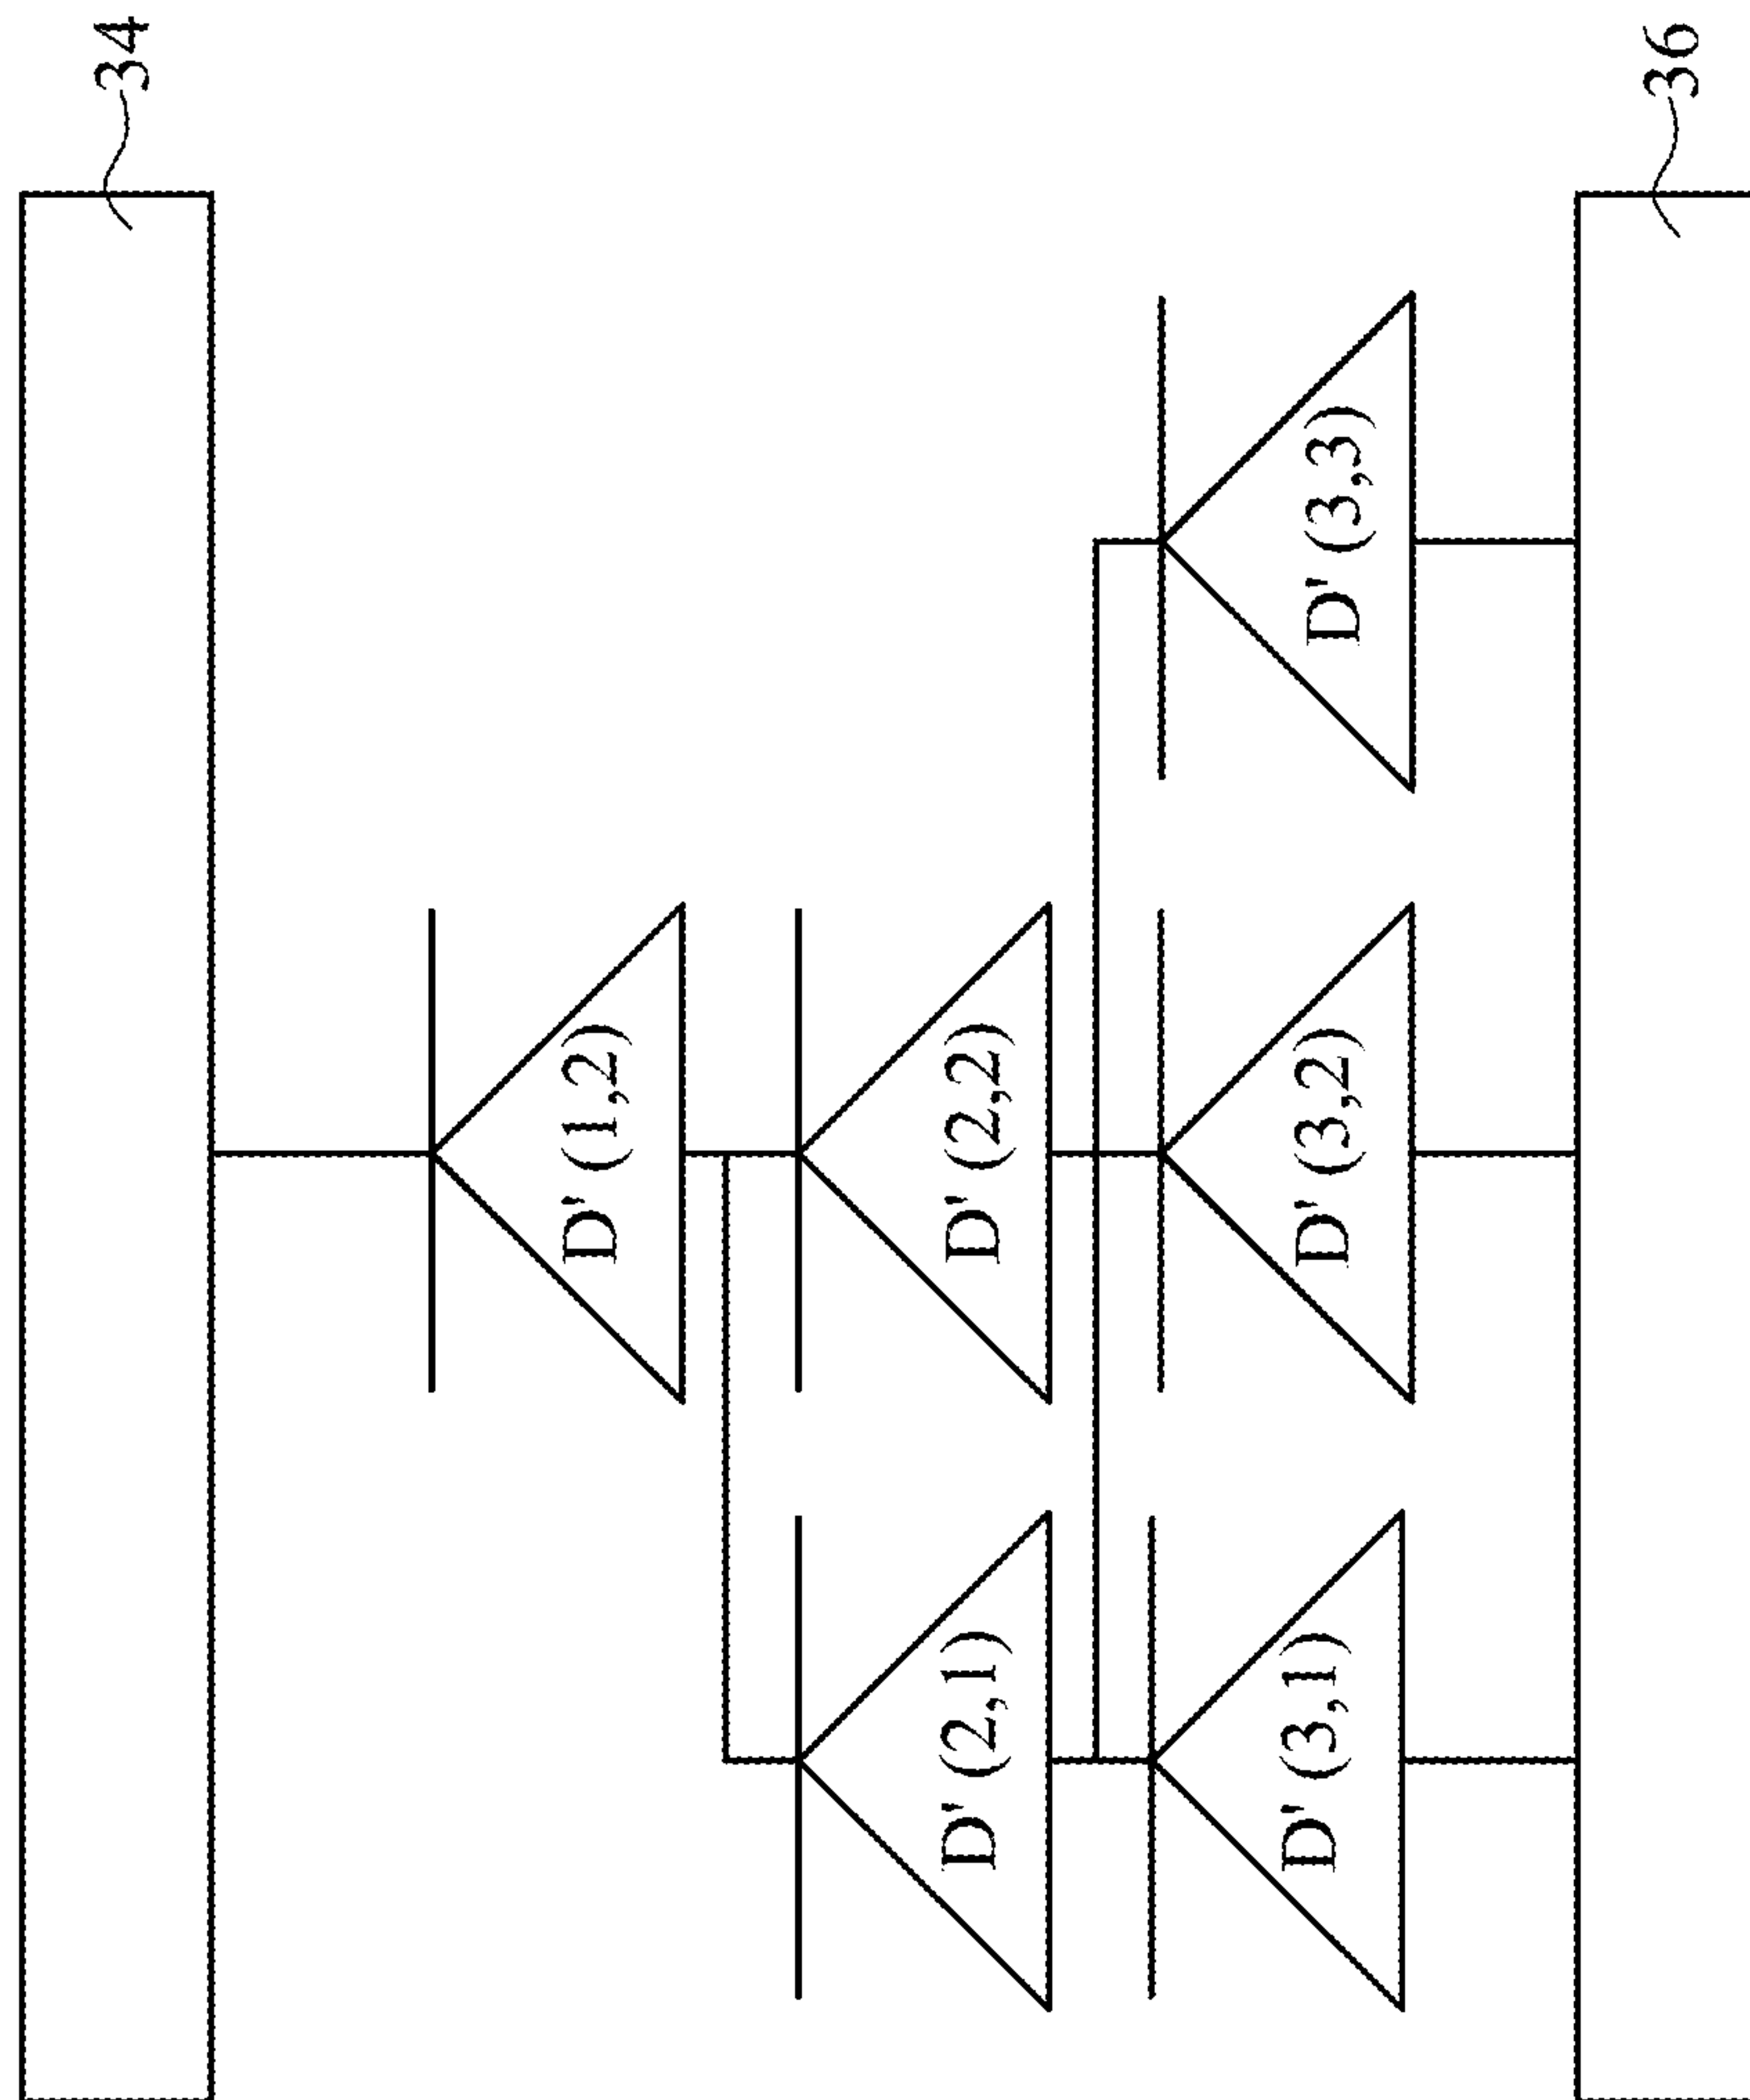 34
D' (1,2)
D' (2,1)
D' (2,2)
D' (3,1)
D' (3,2)
D' (3,3)
36